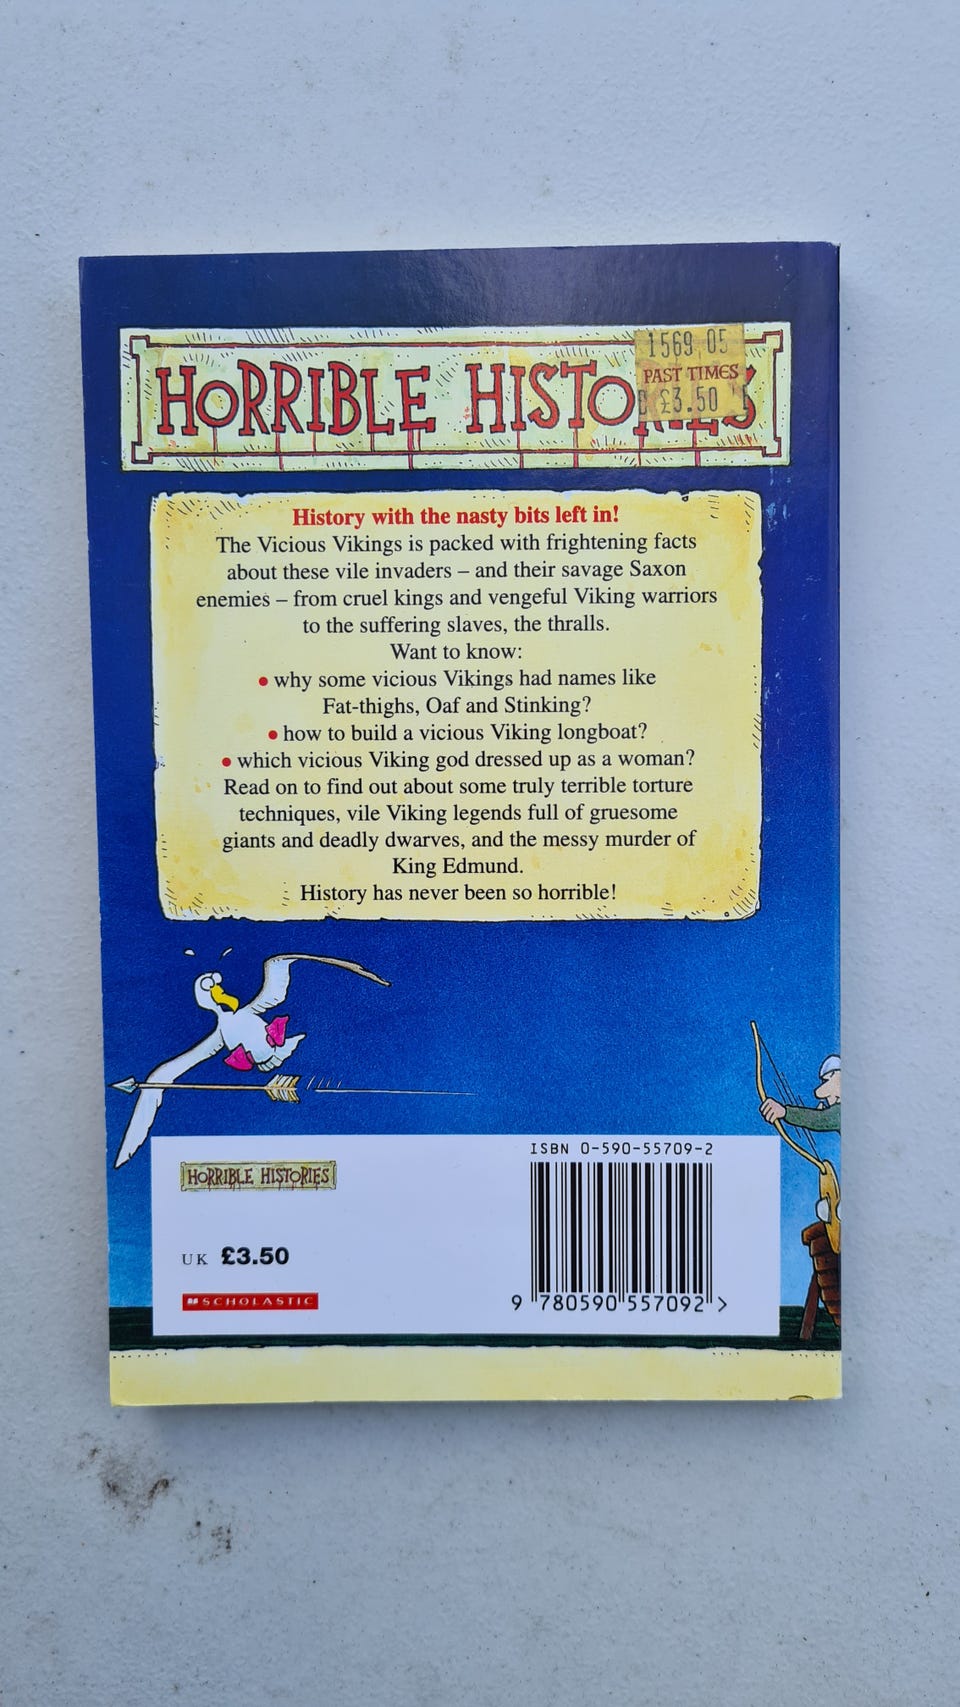 HORRIBLE HISTORIES
1569 05
PAST TIMES
£3.50
History with the nasty bits left in!
The Vicious Vikings is packed with frightening facts
about these vile invaders – and their savage Saxon
enemies – from cruel kings and vengeful Viking warriors
to the suffering slaves, the thralls.
Want to know:
• why some vicious Vikings had names like
Fat-thighs, Oaf and Stinking?
• how to build a vicious Viking longboat?
• which vicious Viking god dressed up as a woman?
Read on to find out about some truly terrible torture
techniques, vile Viking legends full of gruesome
giants and deadly dwarves, and the messy murder of
King Edmund.
History has never been so horrible!
HORRIBLE HISTORIES
UK £3.50
SCHOLASTIC
ISBN 0-590-55709-2
9 780590 557092 >